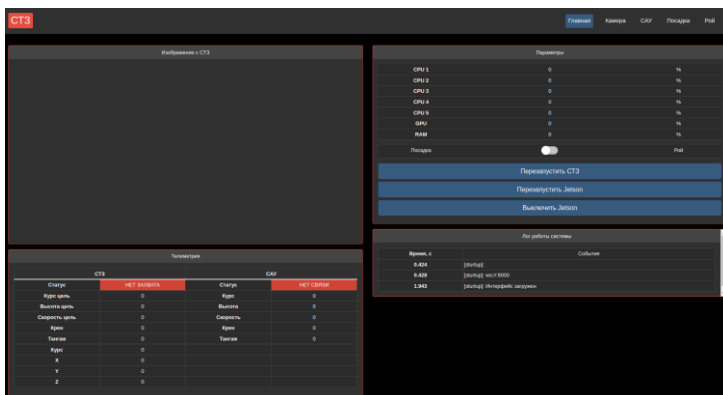 СТЗ
Главная Камера САУ Посадка Рой
Изображение с СТЗ
Параметры
CPU 1 0 %
CPU 2 0 %
CPU 3 0 %
CPU 4 0 %
CPU 5 0 %
GPU 0 %
RAM 0 %
Посадка Рой
Перезапустить СТЗ
Перезапустить Jetson
Выключить Jetson
Телеметрия
СТЗ САУ
Статус НЕТ ЗАХВАТА Статус НЕТ СВЯЗИ
Курс цель 0 Курс 0
Высота цель 0 Высота 0
Скорость цель 0 Скорость 0
Крен 0 Крен 0
Тангаж 0 Тангаж 0
Курс 0
X 0
Y 0
Z 0
Лог работы системы
Время, с Событие
0.424 [startup]:
0.428 [startup]: ws:// :9000
1.943 [startup]: Интерфейс загружен